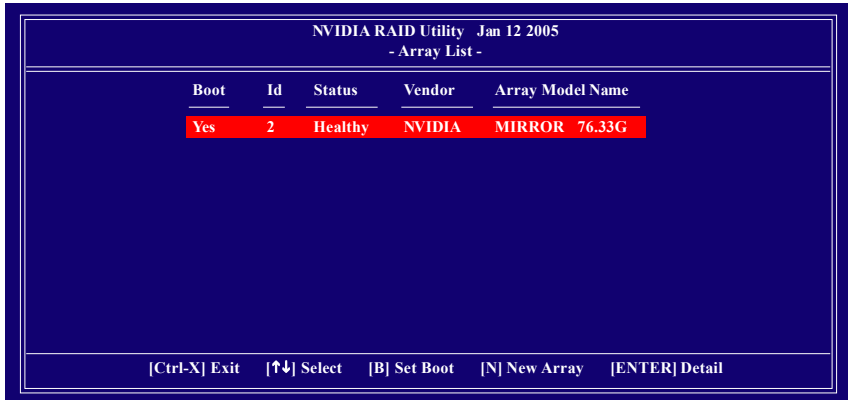 NVIDIA RAID Utility Jan 12 2005
- Array List -
Boot Id Status Vendor Array Model Name
Yes 2 Healthy NVIDIA MIRROR 76.33G
[Ctrl-X] Exit [↑↓] Select [B] Set Boot [N] New Array [ENTER] Detail